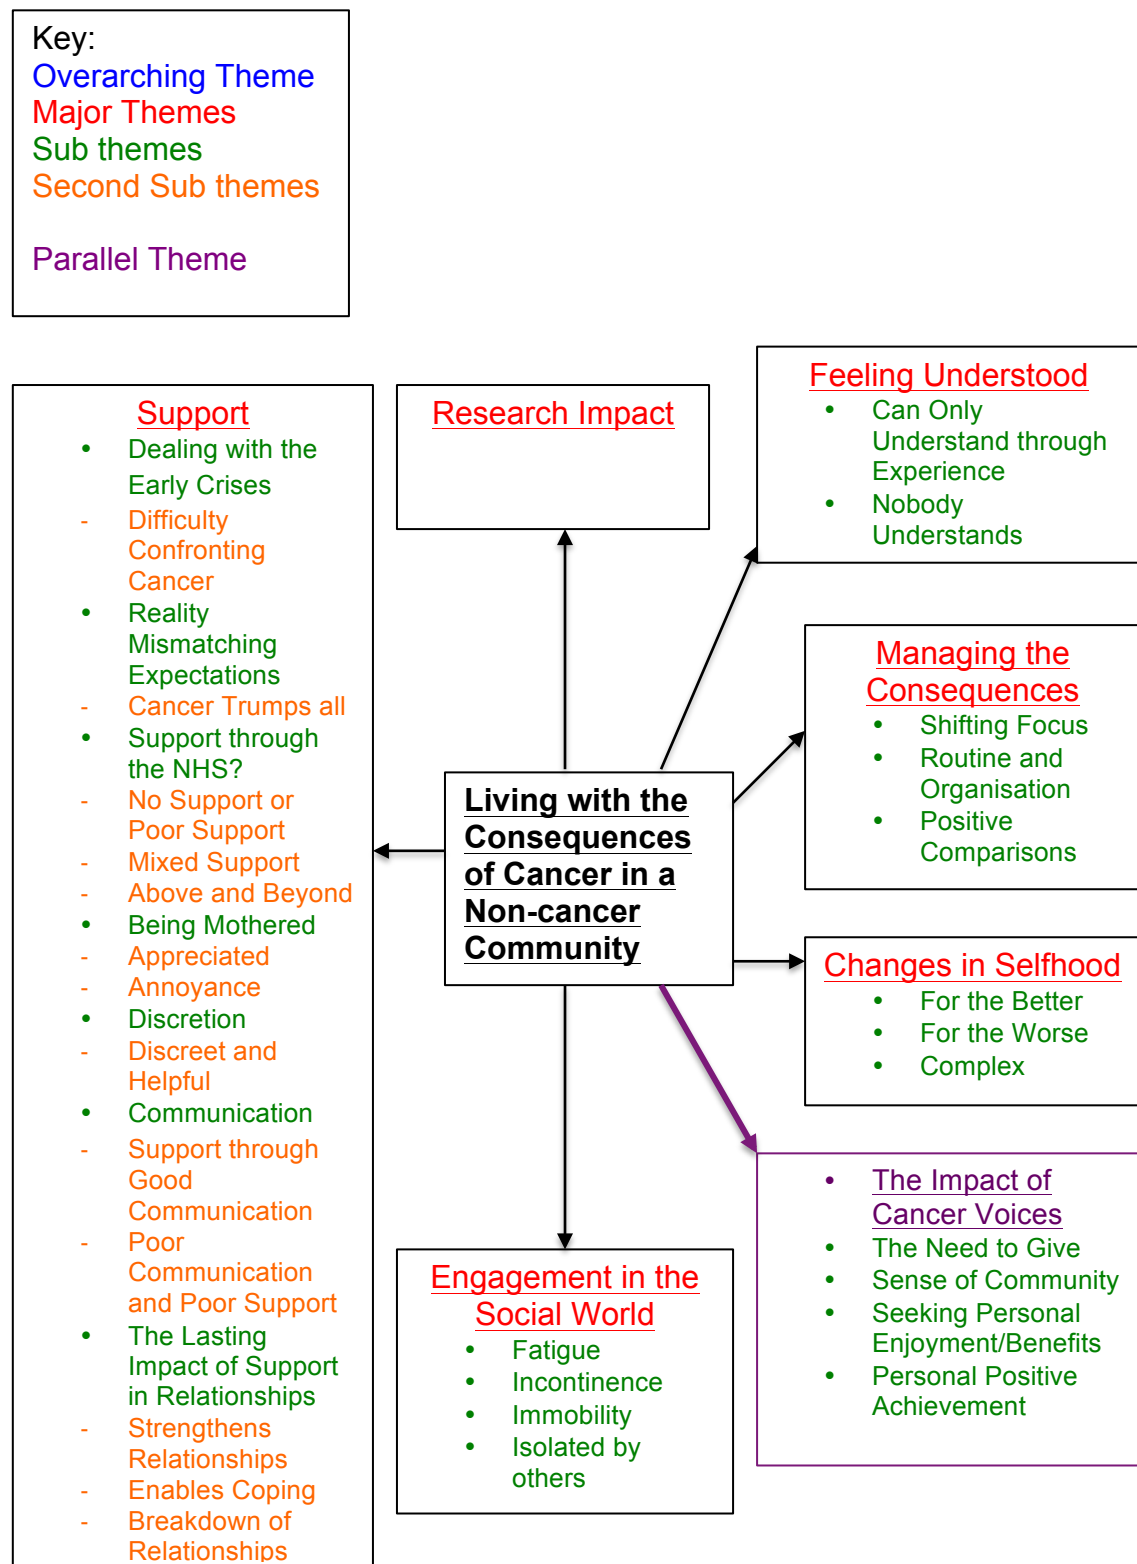 Key:
Overarching Theme
Major Themes
Sub themes
Second Sub themes
Parallel Theme
Support
• Dealing with the
Early Crises
- Difficulty
Confronting
Cancer
• Reality
Mismatching
Expectations
- Cancer Trumps all
• Support through
the NHS?
- No Support or
Poor Support
- Mixed Support
- Above and Beyond
• Being Mothered
- Appreciated
- Annoyance
• Discretion
- Discreet and
Helpful
• Communication
- Support through
Good
Communication
- Poor
Communication
and Poor Support
• The Lasting
Impact of Support
in Relationships
- Strengthens
Relationships
- Enables Coping
- Breakdown of
Relationships
Research Impact
Living with the
Consequences
of Cancer in a
Non-cancer
Community
Engagement in the
Social World
• Fatigue
• Incontinence
• Immobility
• Isolated by
others
Feeling Understood
• Can Only
Understand through
Experience
• Nobody
Understands
Managing the
Consequences
• Shifting Focus
• Routine and
Organisation
• Positive
Comparisons
Changes in Selfhood
• For the Better
• For the Worse
• Complex
• The Impact of
Cancer Voices
• The Need to Give
• Sense of Community
• Seeking Personal
Enjoyment/Benefits
• Personal Positive
Achievement